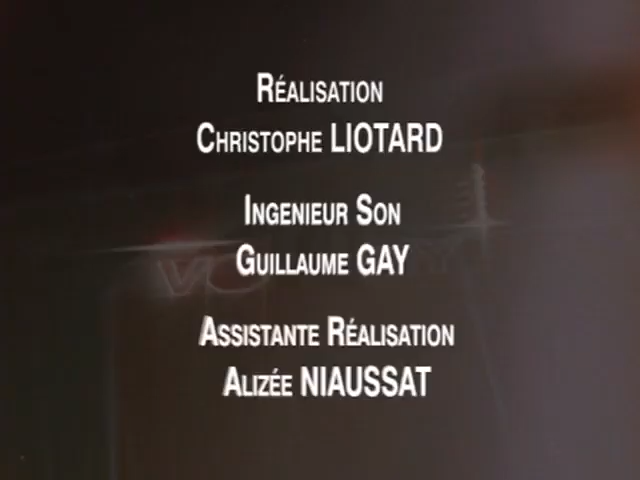 Réalisation
Christophe LIOTARD
Ingenieur Son
Guillaume GAY
Assistante Réalisation
Alizée NIAUSSAT